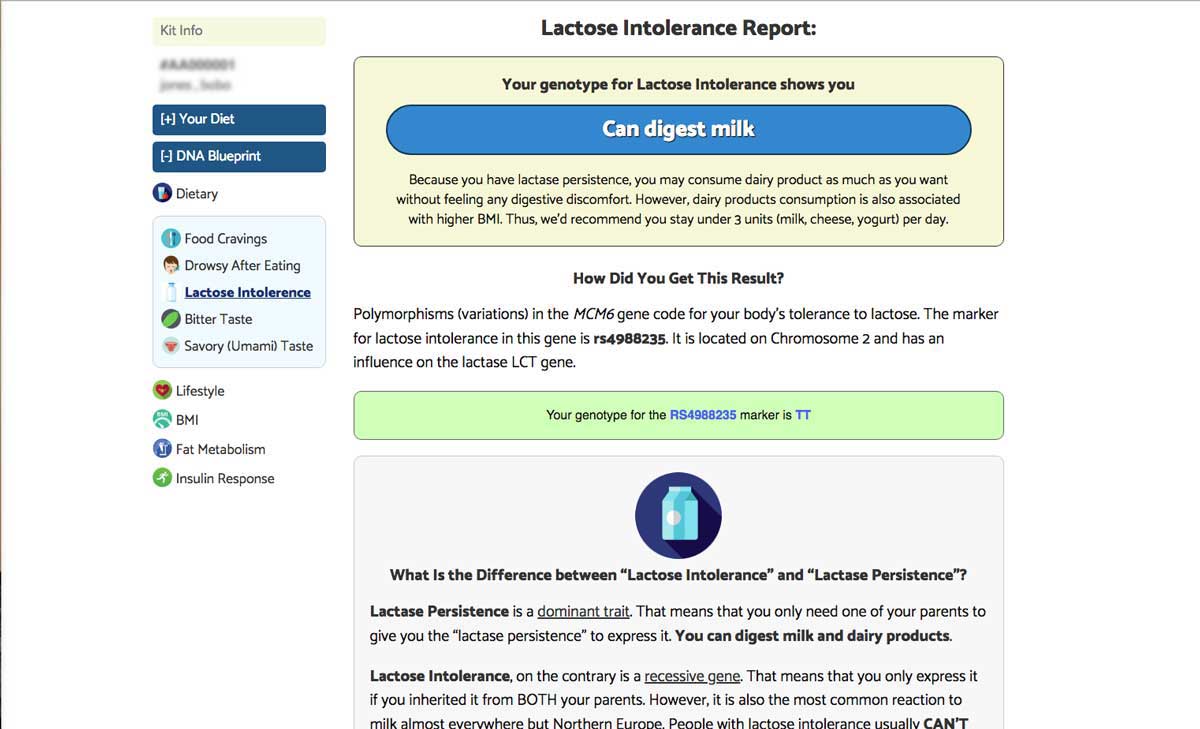 Kit Info
[+] Your Diet
[-] DNA Blueprint
Dietary
Food Cravings
Drowsy After Eating
Lactose Intolerence
Bitter Taste
Savory (Umami) Taste
Lifestyle
BMI
BMI
Fat Metabolism
Insulin Response
Lactose Intolerance Report:
Your genotype for Lactose Intolerance shows you
Can digest milk
Because you have lactase persistence, you may consume dairy product as much as you want
without feeling any digestive discomfort. However, dairy products consumption is also associated
with higher BMI. Thus, we'd recommend you stay under 3 units (milk, cheese, yogurt) per day.
How Did You Get This Result?
Polymorphisms (variations) in the MCM6 gene code for your body's tolerance to lactose. The marker
for lactose intolerance in this gene is rs4988235. It is located on Chromosome 2 and has an
influence on the lactase LCT gene.
Your genotype for the RS4988235 marker is TT
What Is the Difference between “Lactose Intolerance” and “Lactase Persistence”?
Lactase Persistence is a dominant trait. That means that you only need one of your parents to
give you the “lactase persistence” to express it. You can digest milk and dairy products.
Lactose Intolerance, on the contrary is a recessive gene. That means that you only express it
if you inherited it from BOTH your parents. However, it is also the most common reaction to
milk almost everywhere but Northern Europe. People with lactose intolerance usually CAN'T